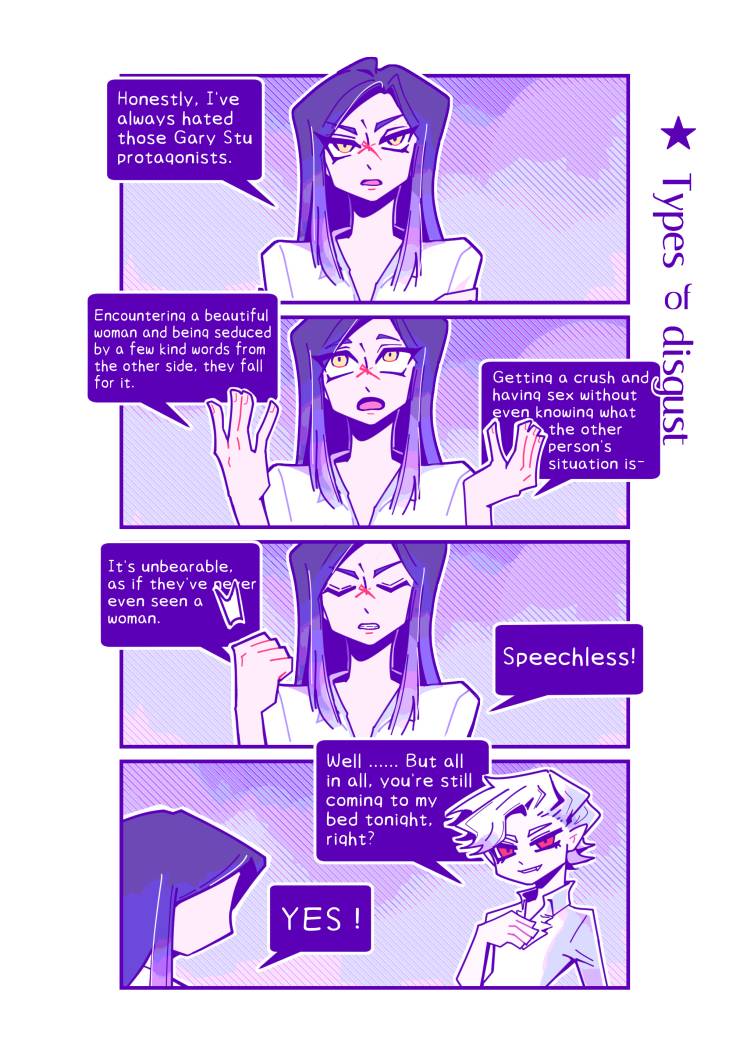 ★ Types of disgust
Honestly, I've
always hated
those Gary Stu
protagonists.
Encountering a beautiful
woman and being seduced
by a few kind words from
the other side, they fall
for it.
Getting a crush and
having sex without
even knowing what
the other
person's
situation is-
It's unbearable,
as if they've never
even seen a
woman.
Speechless!
Well ...... But all
in all, you're still
coming to my
bed tonight,
right?
YES !